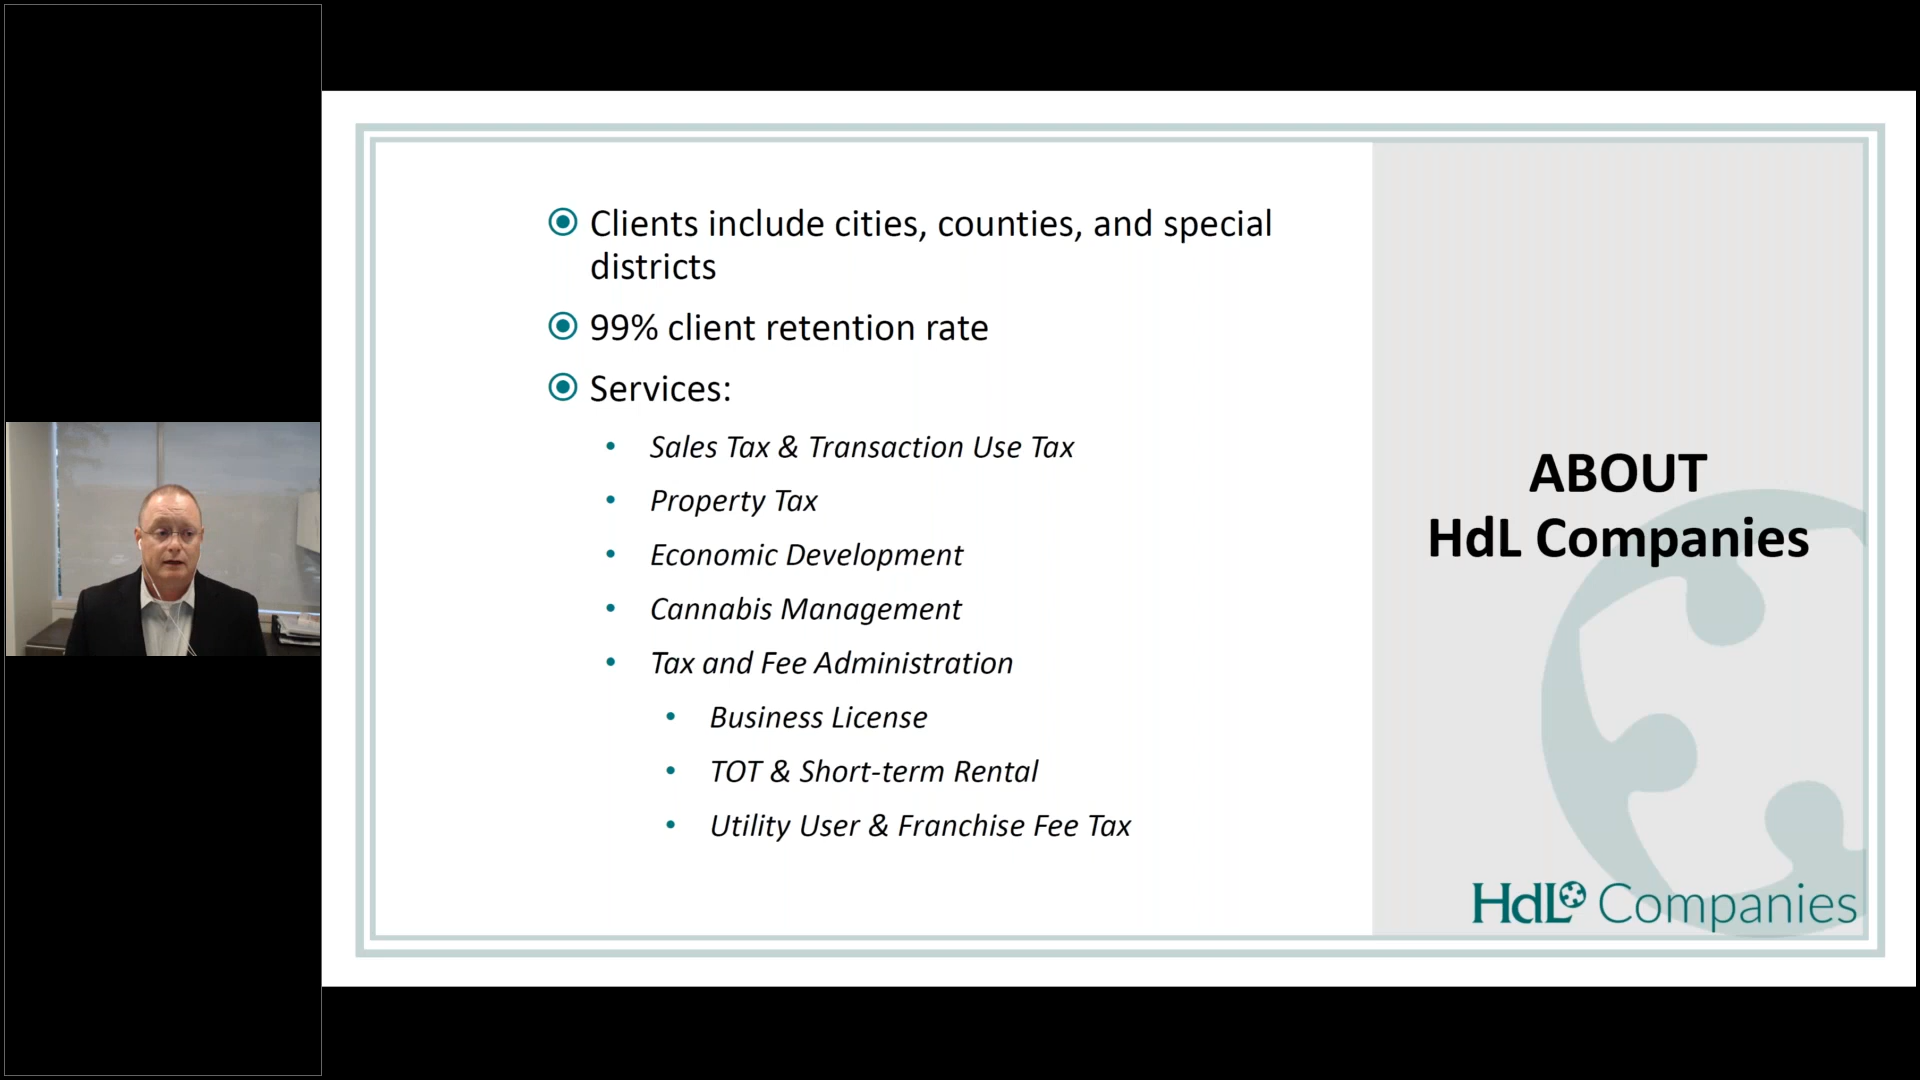 Clients include cities, counties, and special
districts
99% client retention rate
Services:
Sales Tax & Transaction Use Tax
Property Tax
Economic Development
Cannabis Management
Tax and Fee Administration
Business License
TOT & Short-term Rental
Utility User & Franchise Fee Tax
ABOUT
HdL Companies
HdL Companies